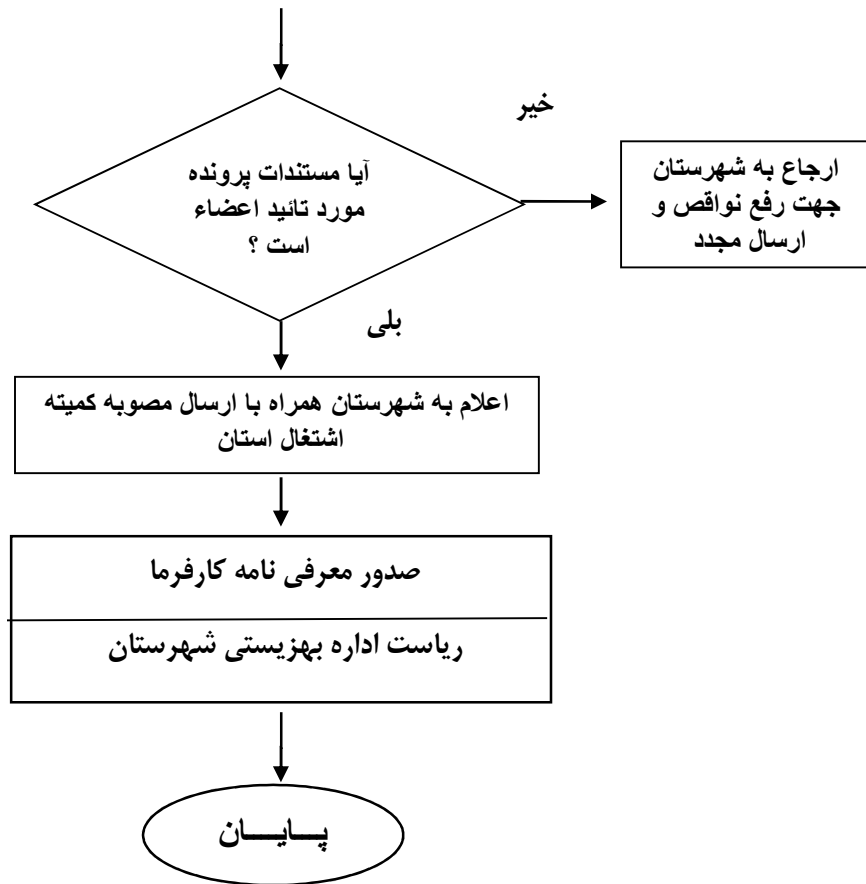 خیر
آیا مستندات پرونده
مورد تائید اعضاء
است ؟
ارجاع به شهرستان
جهت رفع نواقص و
ارسال مجدد
بلی
اعلام به شهرستان همراه با ارسال مصوبه کمیته
اشتغال استان
صدور معرفی نامه کارفرما
ریاست اداره بهزیستی شهرستان
پـــایـــــان